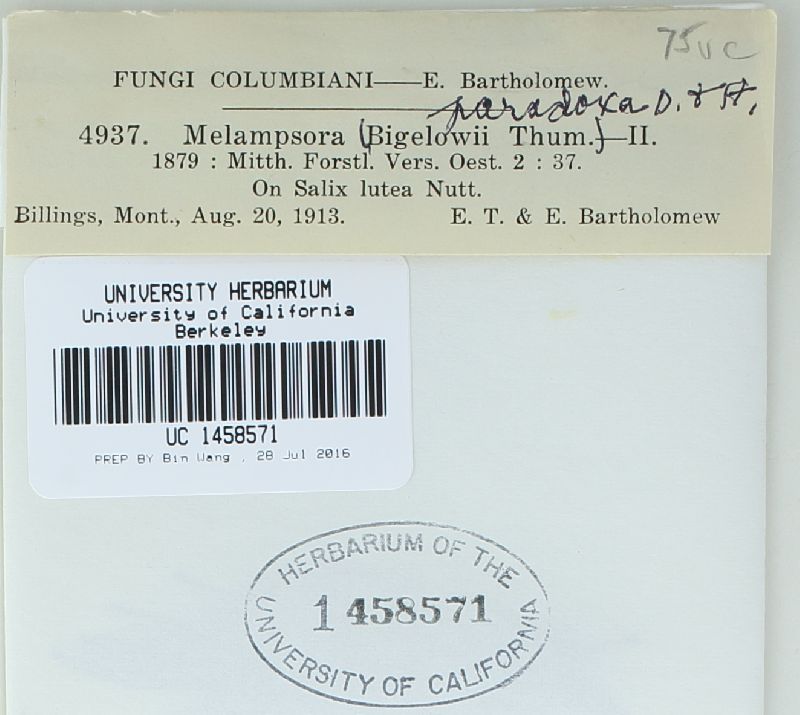 75 UC
FUNGI COLUMBIANI——E. Bartholomew.
paradoxa D. & H.
4937. Melampsora (Bigelowii Thum.)—II.
1879 : Mitth. Forstl. Vers. Oest. 2 : 37.
On Salix lutea Nutt.
Billings, Mont., Aug. 20, 1913. E. T. & E. Bartholomew
UNIVERSITY HERBARIUM
University of California
Berkeley
UC 1458571
PREP BY Bin Wang , 28 Jul 2016
HERBARIUM OF THE
1458571
UNIVERSITY OF CALIFORNIA